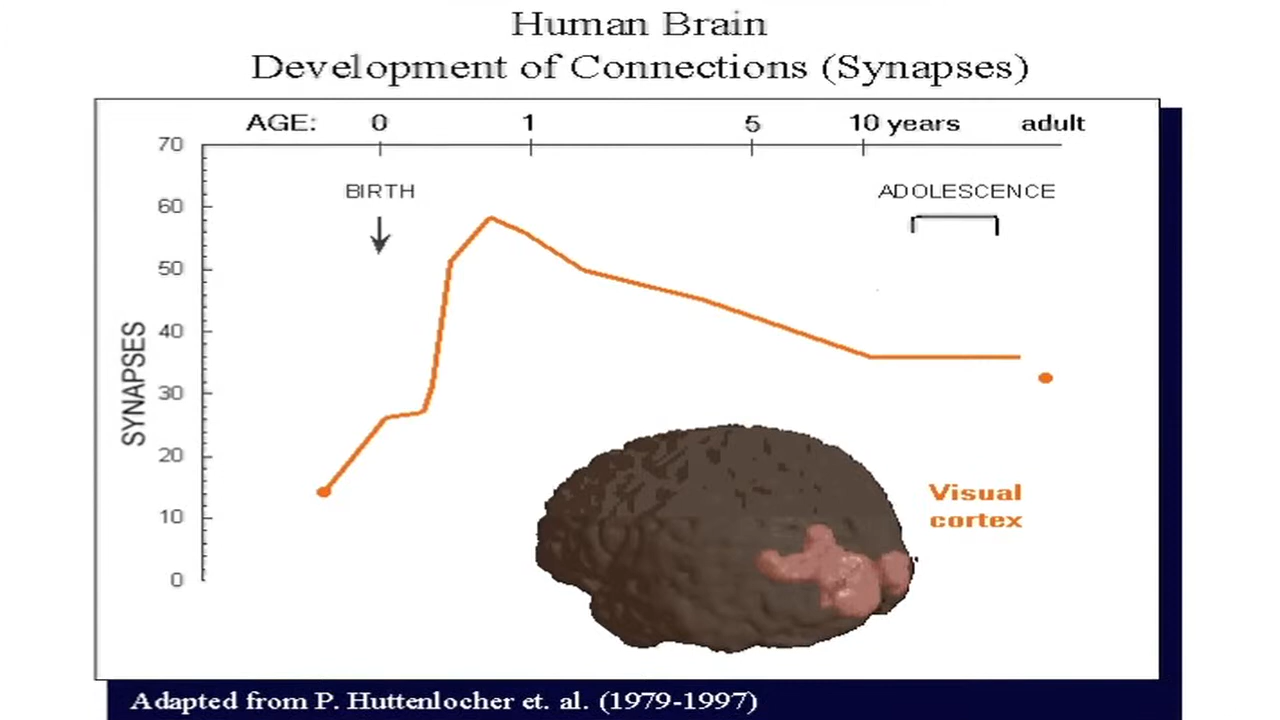 Human Brain
Development of Connections (Synapses)
AGE: 0 1 5 10 years adult
70
BIRTH
ADOLESCENCE
60
50
40
30
20
10
0
SYNAPSES
Visual
cortex
Adapted from P. Huttenlocher et. al. (1979-1997)